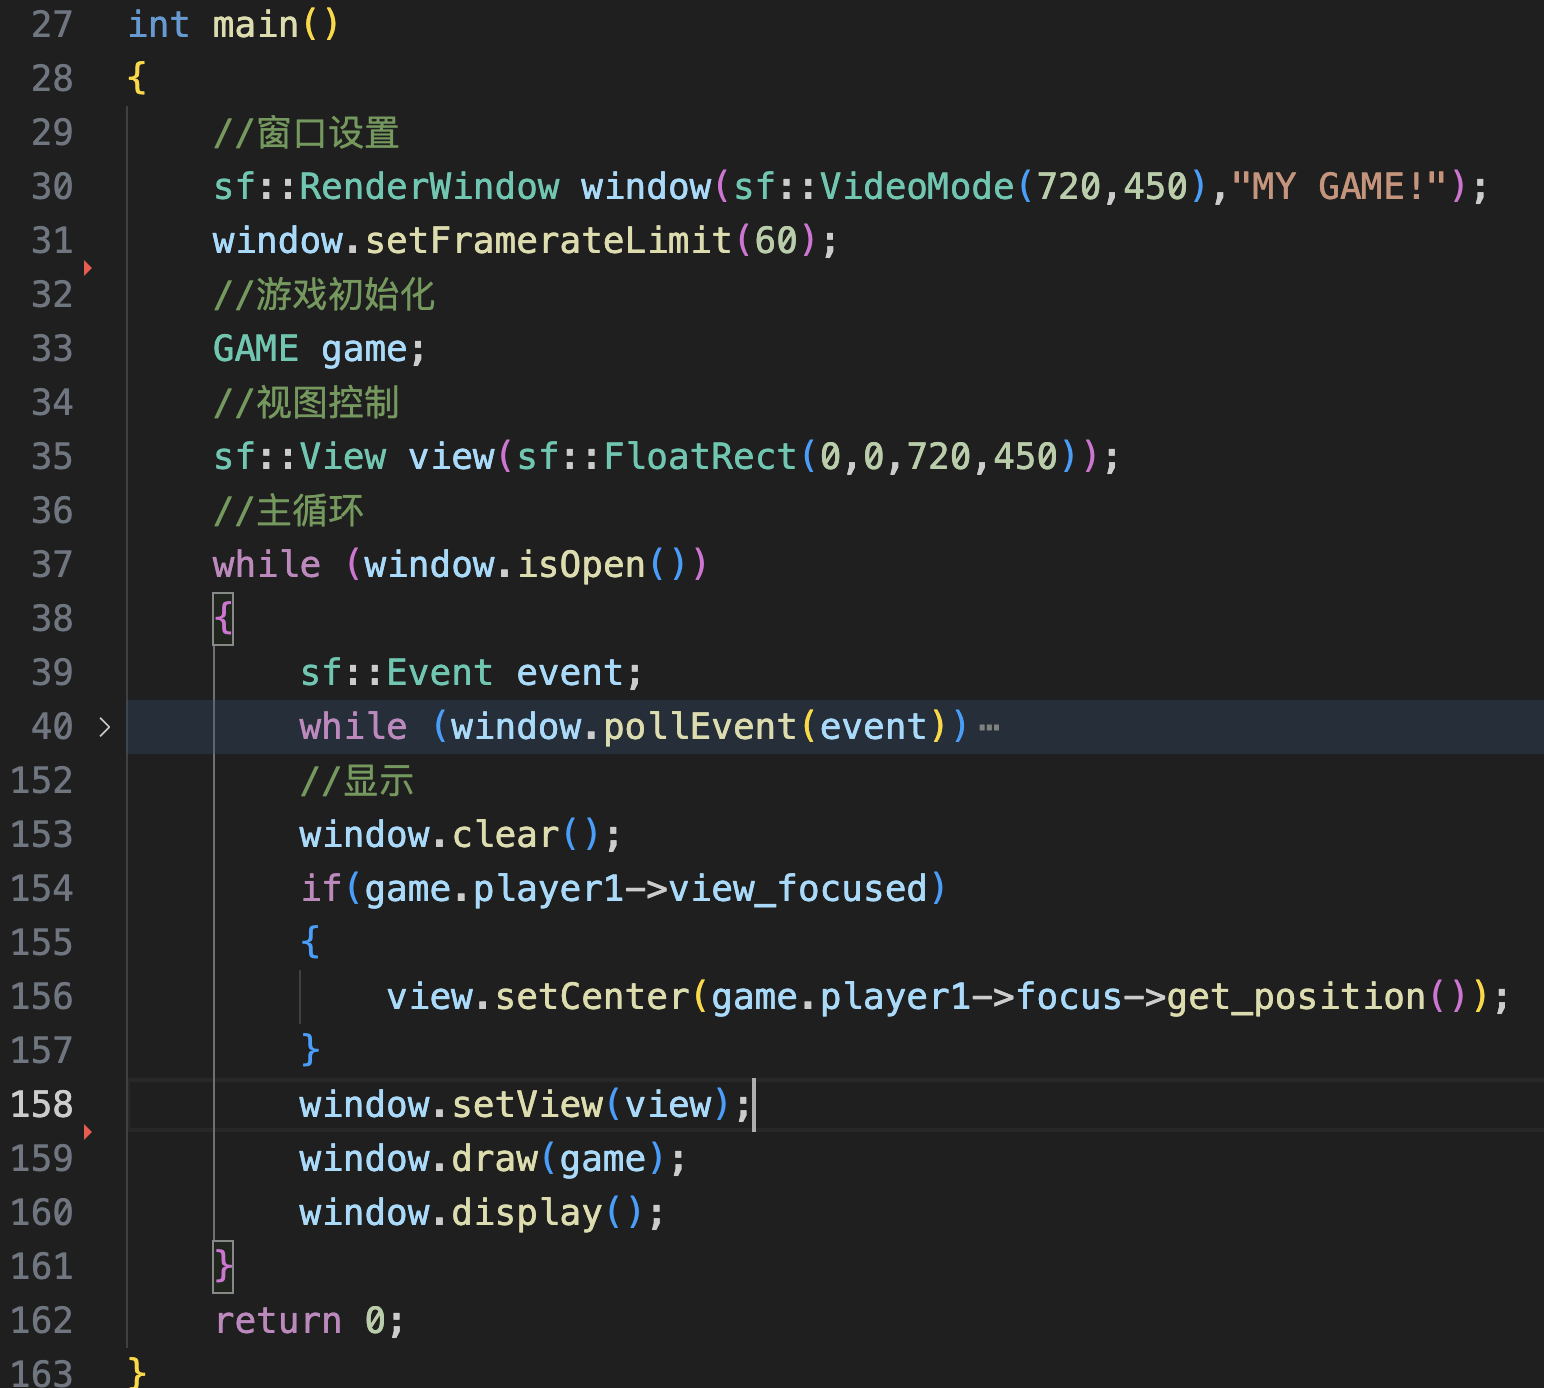 27 int main()
28 {
29     //窗口设置
30     sf::RenderWindow window(sf::VideoMode(720,450),"MY GAME!");
31     window.setFramerateLimit(60);
32     //游戏初始化
33     GAME game;
34     //视图控制
35     sf::View view(sf::FloatRect(0,0,720,450));
36     //主循环
37     while (window.isOpen())
38     {
39         sf::Event event;
40         while (window.pollEvent(event)) ⋯
152         //显示
153         window.clear();
154         if(game.player1->view_focused)
155         {
156             view.setCenter(game.player1->focus->get_position());
157         }
158         window.setView(view);
159         window.draw(game);
160         window.display();
161     }
162     return 0;
163 }